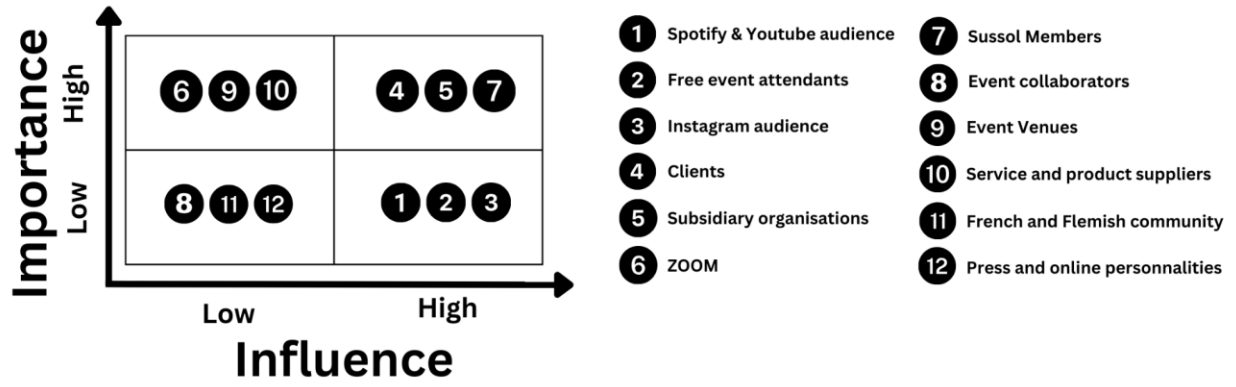 Importance
High
Low
6 9 10
4 5 7
8 11 12
1 2 3
Low
High
Influence
1 Spotify & Youtube audience
2 Free event attendants
3 Instagram audience
4 Clients
5 Subsidiary organisations
6 ZOOM
7 Sussol Members
8 Event collaborators
9 Event Venues
10 Service and product suppliers
11 French and Flemish community
12 Press and online personnalities